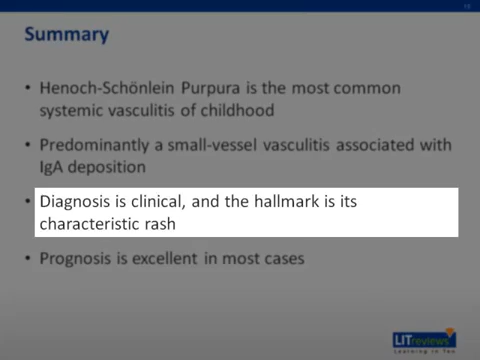 15
Summary
• Henoch-Schönlein Purpura is the most common
systemic vasculitis of childhood
• Predominantly a small-vessel vasculitis associated with
IgA deposition
• Diagnosis is clinical, and the hallmark is its
characteristic rash
• Prognosis is excellent in most cases
LITreviews
Learning in Ten